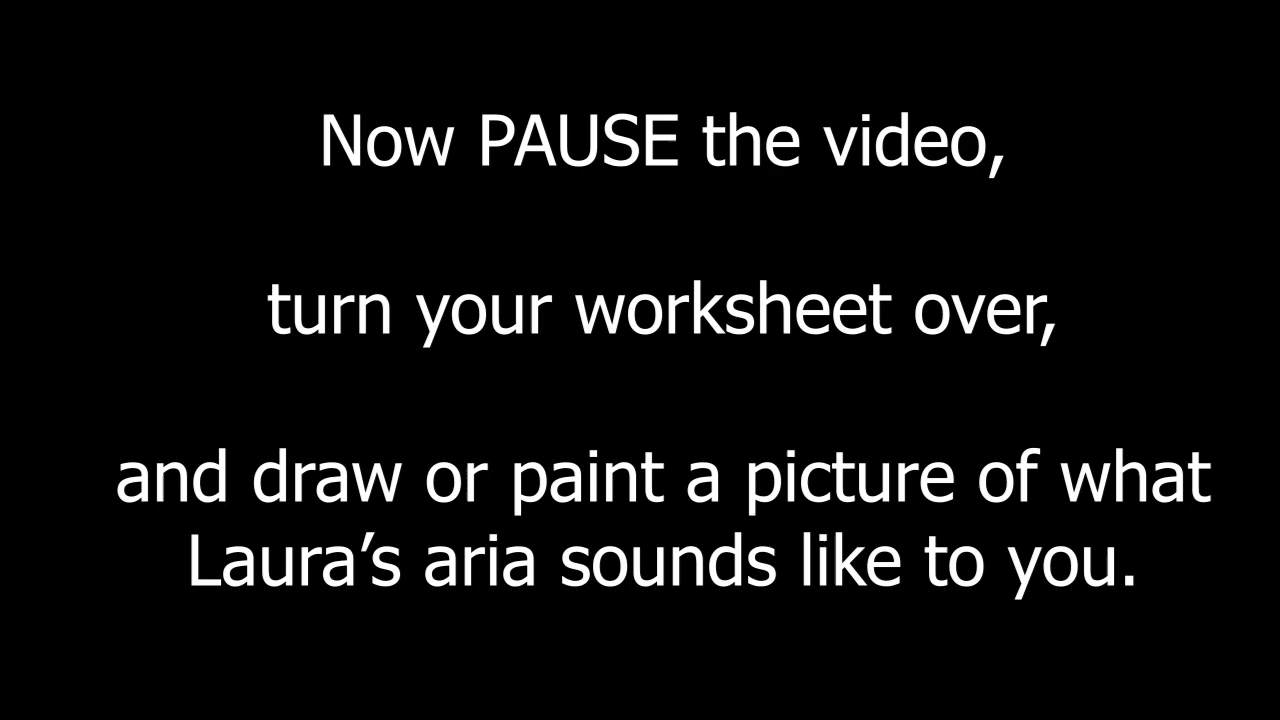 Now PAUSE the video,
turn your worksheet over,
and draw or paint a picture of what
Laura’s aria sounds like to you.